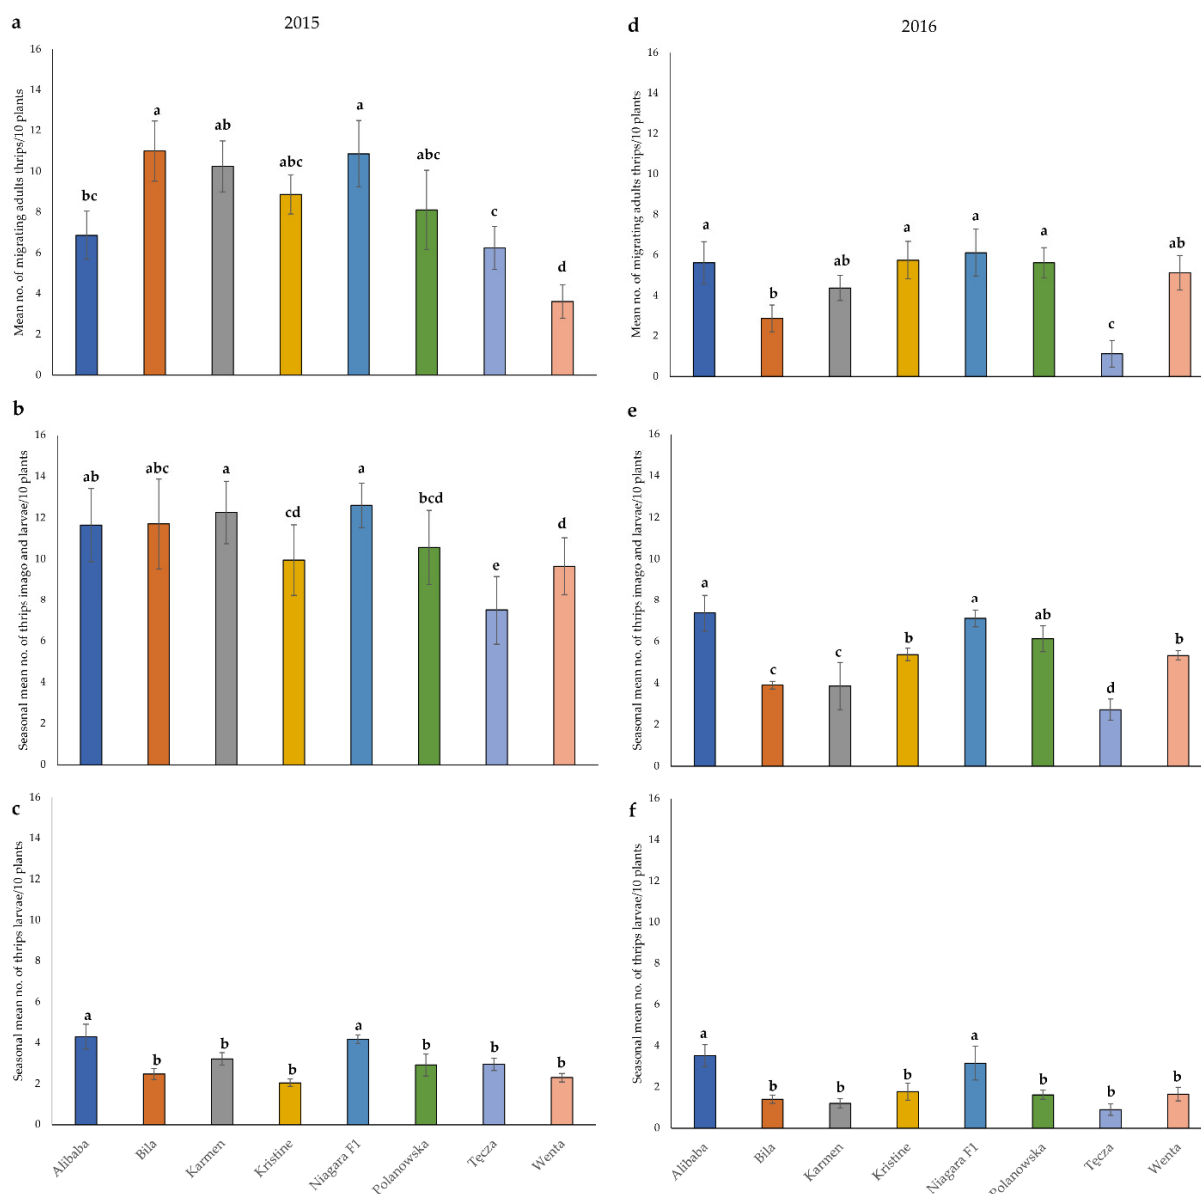 a
2015
Mean no. of migrating adults thrips/10 plants
16
14
12
10
8
6
4
2
0
bc
a
ab
abc
a
abc
c
d
b
Seasonal mean no. of thrips imago and larvae/10 plants
16
14
12
10
8
6
4
2
0
ab
abc
a
cd
a
bcd
e
d
c
Seasonal mean no. of thrips larvae/10 plants
16
14
12
10
8
6
4
2
0
a
b
b
b
a
b
b
b
Alibaba
Bila
Karmen
Kristine
Niagara F1
Polanowska
Tęcza
Wenta
d
2016
Mean no. of migrating adults thrips/10 plants
16
14
12
10
8
6
4
2
0
a
b
ab
a
a
a
c
ab
e
Seasonal mean no. of thrips imago and larvae/10 plants
16
14
12
10
8
6
4
2
0
a
c
c
b
a
ab
d
b
f
Seasonal mean no. of thrips larvae/10 plants
16
14
12
10
8
6
4
2
0
a
b
b
b
a
b
b
b
Alibaba
Bila
Karmen
Kristine
Niagara F1
Polanowska
Tęcza
Wenta